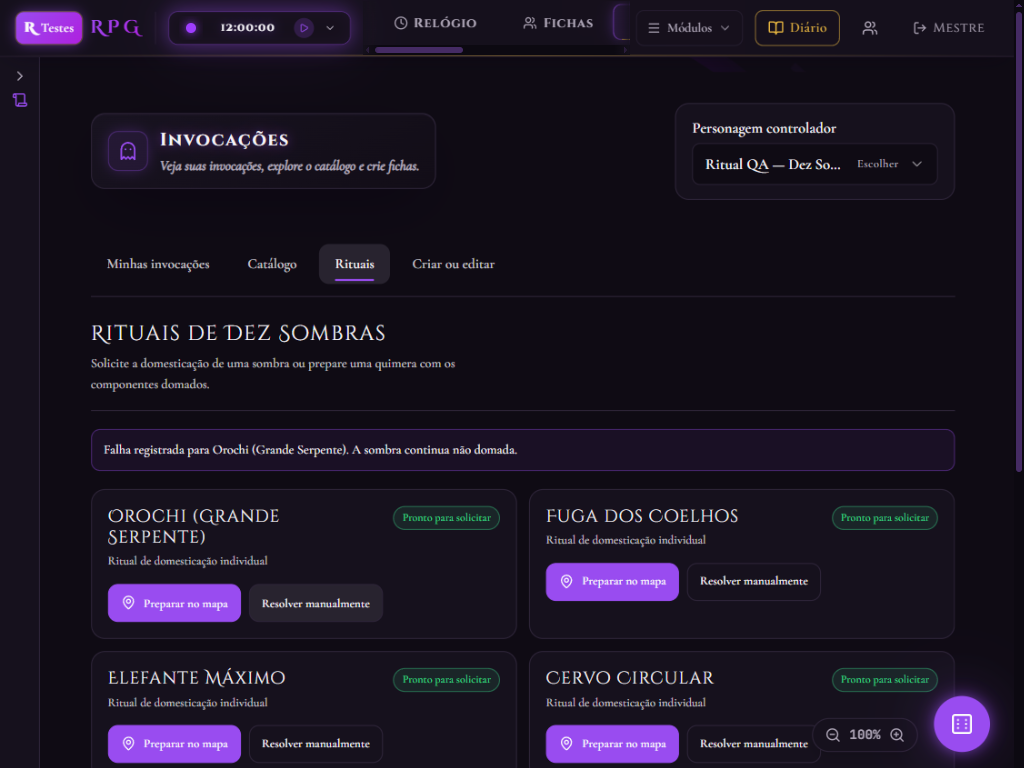 R Testes
RPG
12:00:00
Relógio
Fichas
Módulos
Diário
MESTRE
Invocações
Veja suas invocações, explore o catálogo e crie fichas.
Personagem controlador
Ritual QA — Dez So...
Escolher
Minhas invocações
Catálogo
Rituais
Criar ou editar
Rituais de Dez Sombras
Solicite a domesticação de uma sombra ou prepare uma quimera com os
componentes domados.
Falha registrada para Orochi (Grande Serpente). A sombra continua não domada.
Orochi (Grande
Serpente)
Pronto para solicitar
Ritual de domesticação individual
Preparar no mapa
Resolver manualmente
Fuga dos Coelhos
Pronto para solicitar
Ritual de domesticação individual
Preparar no mapa
Resolver manualmente
Elefante Máximo
Pronto para solicitar
Ritual de domesticação individual
Preparar no mapa
Resolver manualmente
Cervo Circular
Pronto para solicitar
Ritual de domesticação individual
Preparar no mapa
Resolver manualmente
100%